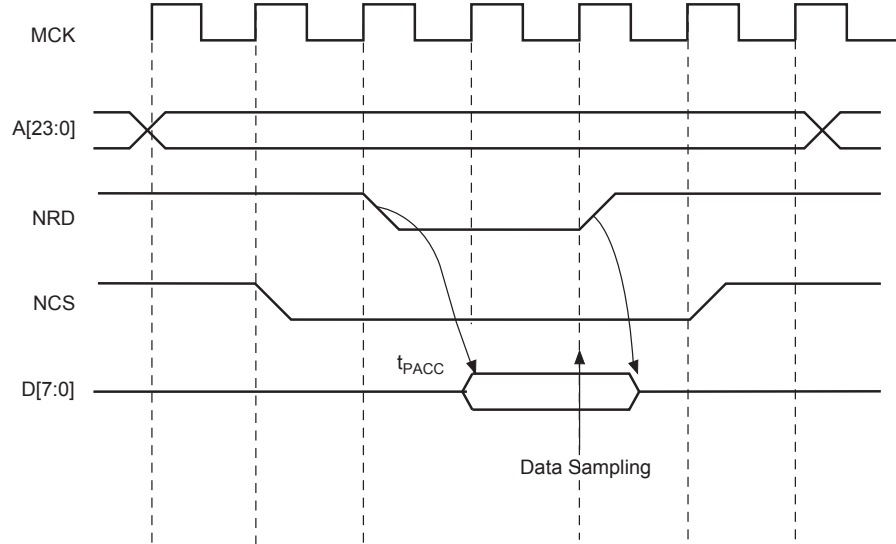 MCK
A[23:0]
NRD
NCS
tPACC
D[7:0]
Data Sampling